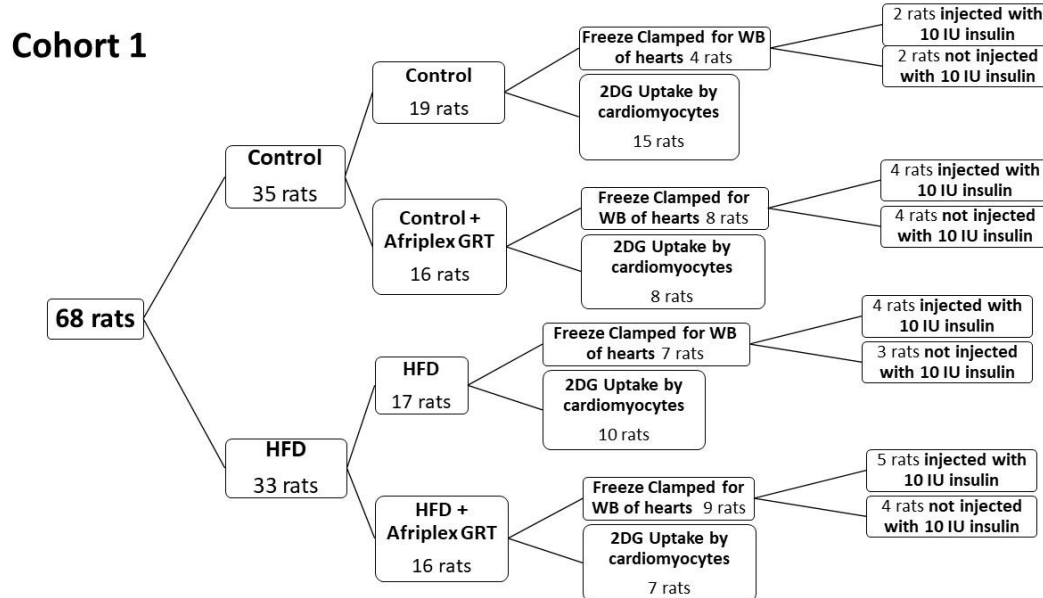 Cohort 1
68 rats
Control
35 rats
HFD
33 rats
Control
19 rats
Control +
Afriplex GRT
16 rats
HFD
17 rats
HFD +
Afriplex GRT
16 rats
Freeze Clamped for WB
of hearts 4 rats
2DG Uptake by
cardiomyocytes
15 rats
Freeze Clamped for
WB of hearts 8 rats
2DG Uptake by
cardiomyocytes
8 rats
Freeze Clamped for WB
of hearts 7 rats
2DG Uptake by
cardiomyocytes
10 rats
Freeze Clamped for
WB of hearts 9 rats
2DG Uptake by
cardiomyocytes
7 rats
2 rats injected with
10 IU insulin
2 rats not injected
with 10 IU insulin
4 rats injected with
10 IU insulin
4 rats not injected
with 10 IU insulin
4 rats injected with
10 IU insulin
3 rats not injected
with 10 IU insulin
5 rats injected with
10 IU insulin
4 rats not injected
with 10 IU insulin